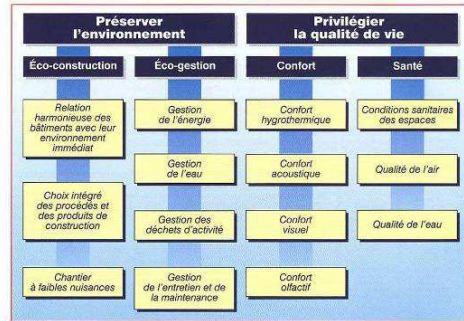 Préserver
l'environnement
Privilégier
la qualité de vie
Éco-construction
Éco-gestion
Confort
Santé
Relation
harmonieuse des
bâtiments avec leur
environnement
immédiat
Choix intégré
des procédés et
des produits de
construction
Chantier
à faibles nuisances
Gestion
de l'énergie
Gestion
de l'eau
Gestion des
déchets d'activité
Gestion
de l'entretien et de
la maintenance
Confort
hygrothermique
Confort
acoustique
Confort
visuel
Confort
olfactif
Conditions sanitaires
des espaces
Qualité de l'air
Qualité de l'eau